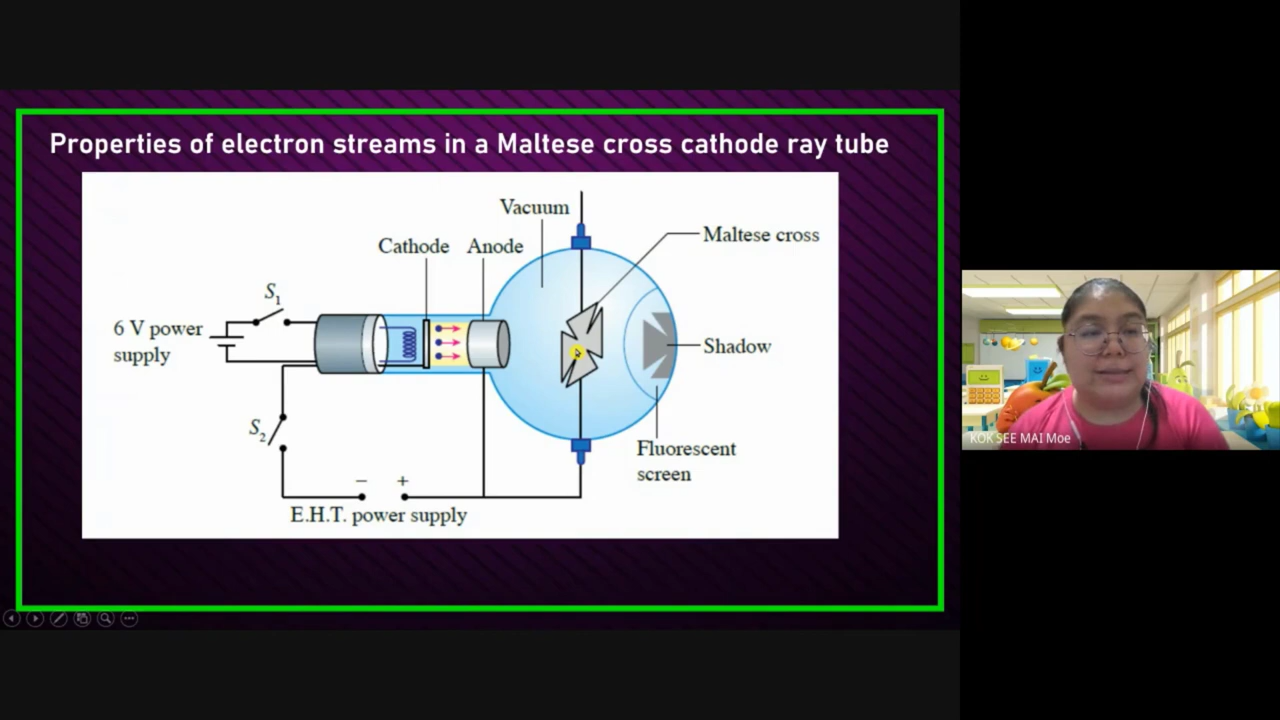 Properties of electron streams in a Maltese cross cathode ray tube
Vacuum
Maltese cross
Cathode
Anode
S1
6 V power
supply
Shadow
S2
Fluorescent
screen
− +
E.H.T. power supply
KOK SEE MAI Moe